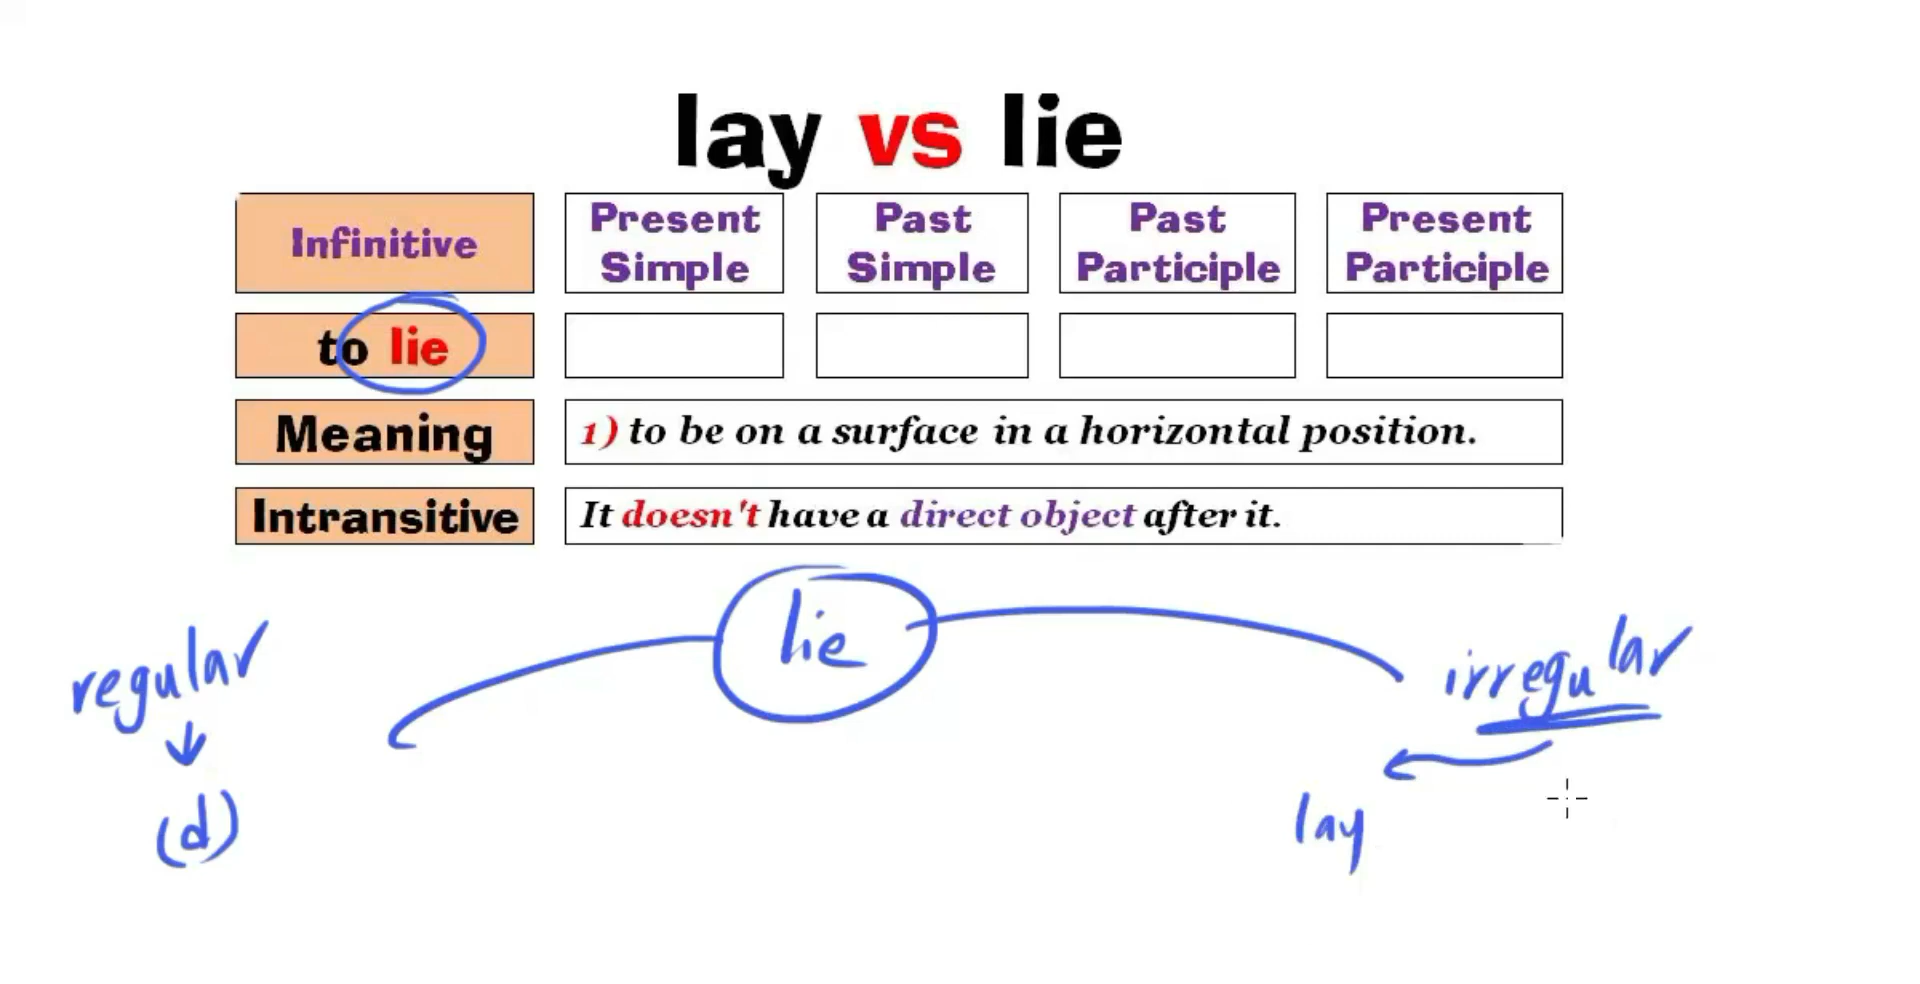 lay vs lie
Infinitive
Present
Simple
Past
Simple
Past
Participle
Present
Participle
to lie
Meaning
1) to be on a surface in a horizontal position.
Intransitive
It doesn't have a direct object after it.
lie
regular
irregular
(d)
lay